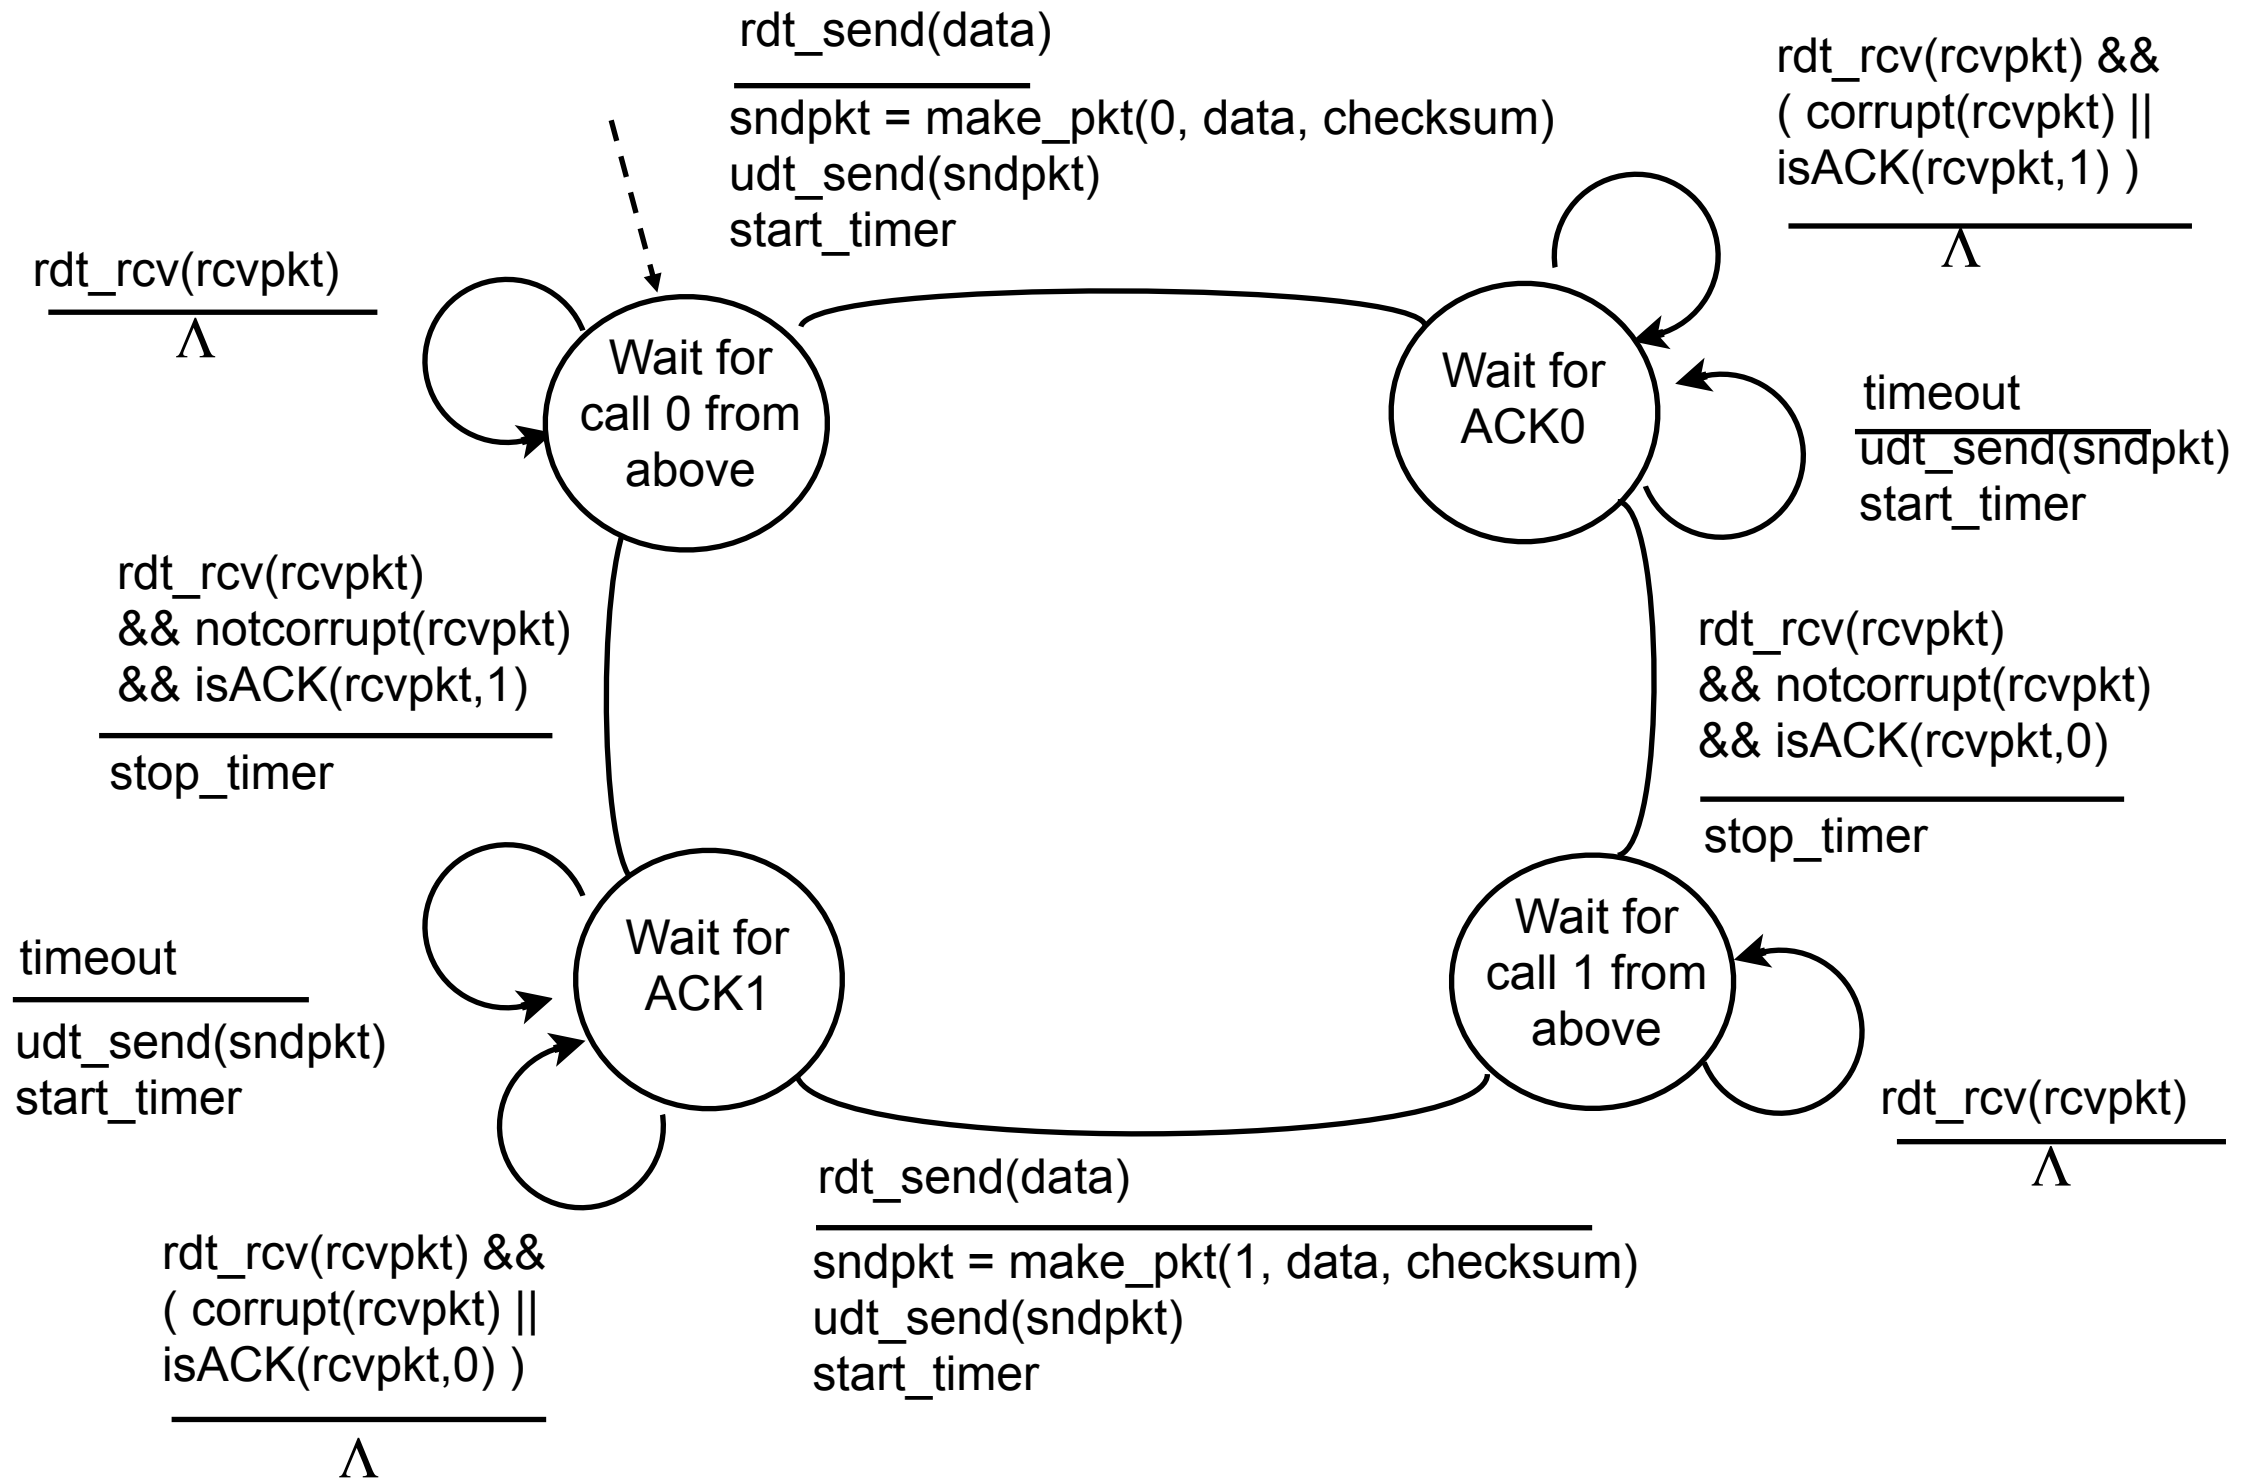 rdt_send(data)
sndpkt = make_pkt(0, data, checksum)
udt_send(sndpkt)
start_timer
rdt_rcv(rcvpkt) &&
( corrupt(rcvpkt) ||
isACK(rcvpkt,1) )
Λ
rdt_rcv(rcvpkt)
Λ
Wait for
call 0 from
above
Wait for
ACK0
timeout
udt_send(sndpkt)
start_timer
rdt_rcv(rcvpkt)
&& notcorrupt(rcvpkt)
&& isACK(rcvpkt,1)
stop_timer
rdt_rcv(rcvpkt)
&& notcorrupt(rcvpkt)
&& isACK(rcvpkt,0)
stop_timer
timeout
udt_send(sndpkt)
start_timer
Wait for
ACK1
Wait for
call 1 from
above
rdt_rcv(rcvpkt)
Λ
rdt_rcv(rcvpkt) &&
( corrupt(rcvpkt) ||
isACK(rcvpkt,0) )
Λ
rdt_send(data)
sndpkt = make_pkt(1, data, checksum)
udt_send(sndpkt)
start_timer